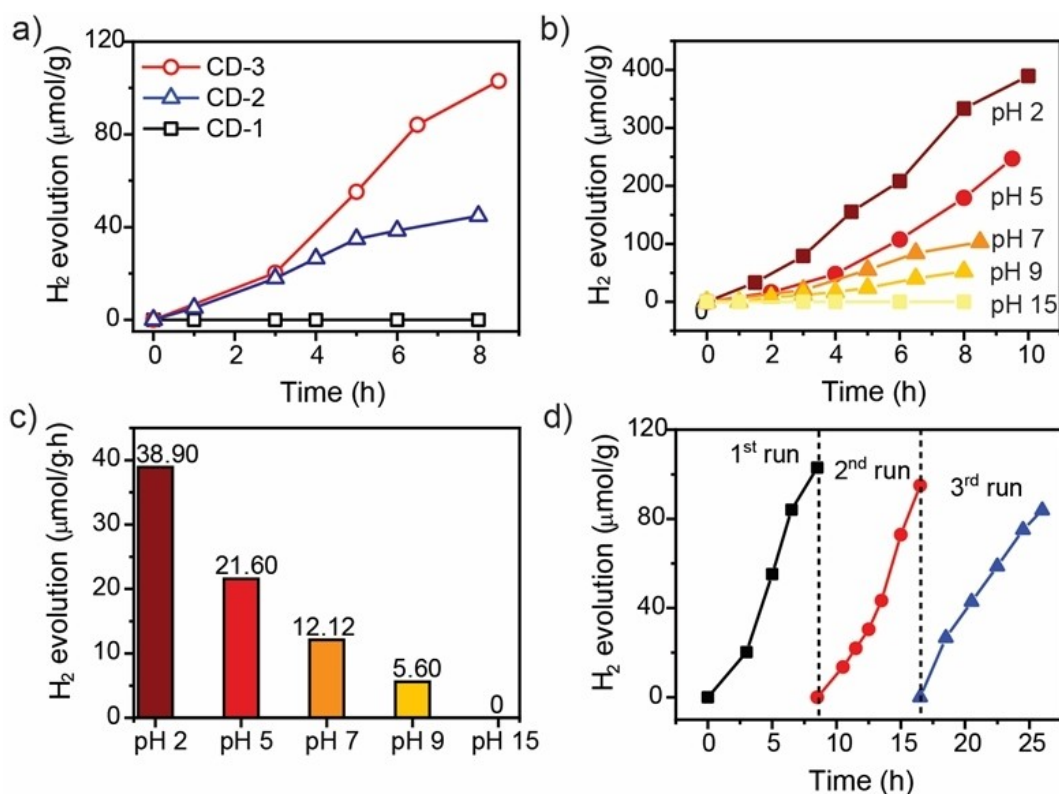 a)
120
80
40
0
H₂ evolution (μmol/g)
CD-3
CD-2
CD-1
0 2 4 6 8
Time (h)
b)
400
300
200
100
0
0
H₂ evolution (μmol/g)
pH 2
pH 5
pH 7
pH 9
pH 15
0 2 4 6 8 10
Time (h)
c)
40
30
20
10
0
H₂ evolution (μmol/g·h)
38.90
21.60
12.12
5.60
0
pH 2 pH 5 pH 7 pH 9 pH 15
d)
120
80
40
0
H₂ evolution (μmol/g)
1st run
2nd run
3rd run
0 5 10 15 20 25
Time (h)